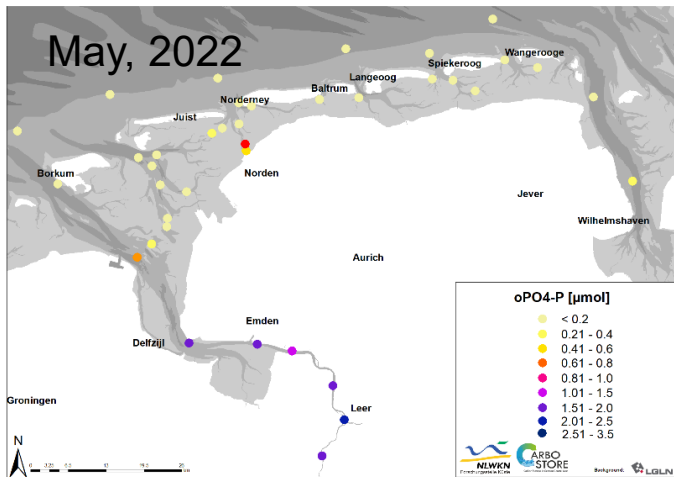 May, 2022
Wangerooge
Spiekeroog
Langeoog
Baltrum
Norderney
Juist
Borkum
Norden
Jever
Wilhelmshaven
Aurich
Emden
Delfzijl
Leer
Groningen
oPO4-P [µmol]
< 0.2
0.21 - 0.4
0.41 - 0.6
0.61 - 0.8
0.81 - 1.0
1.01 - 1.5
1.51 - 2.0
2.01 - 2.5
2.51 - 3.5
N
NLWKN
Forschungsstelle Küste
CARBO
STORE
Background:
LGLN